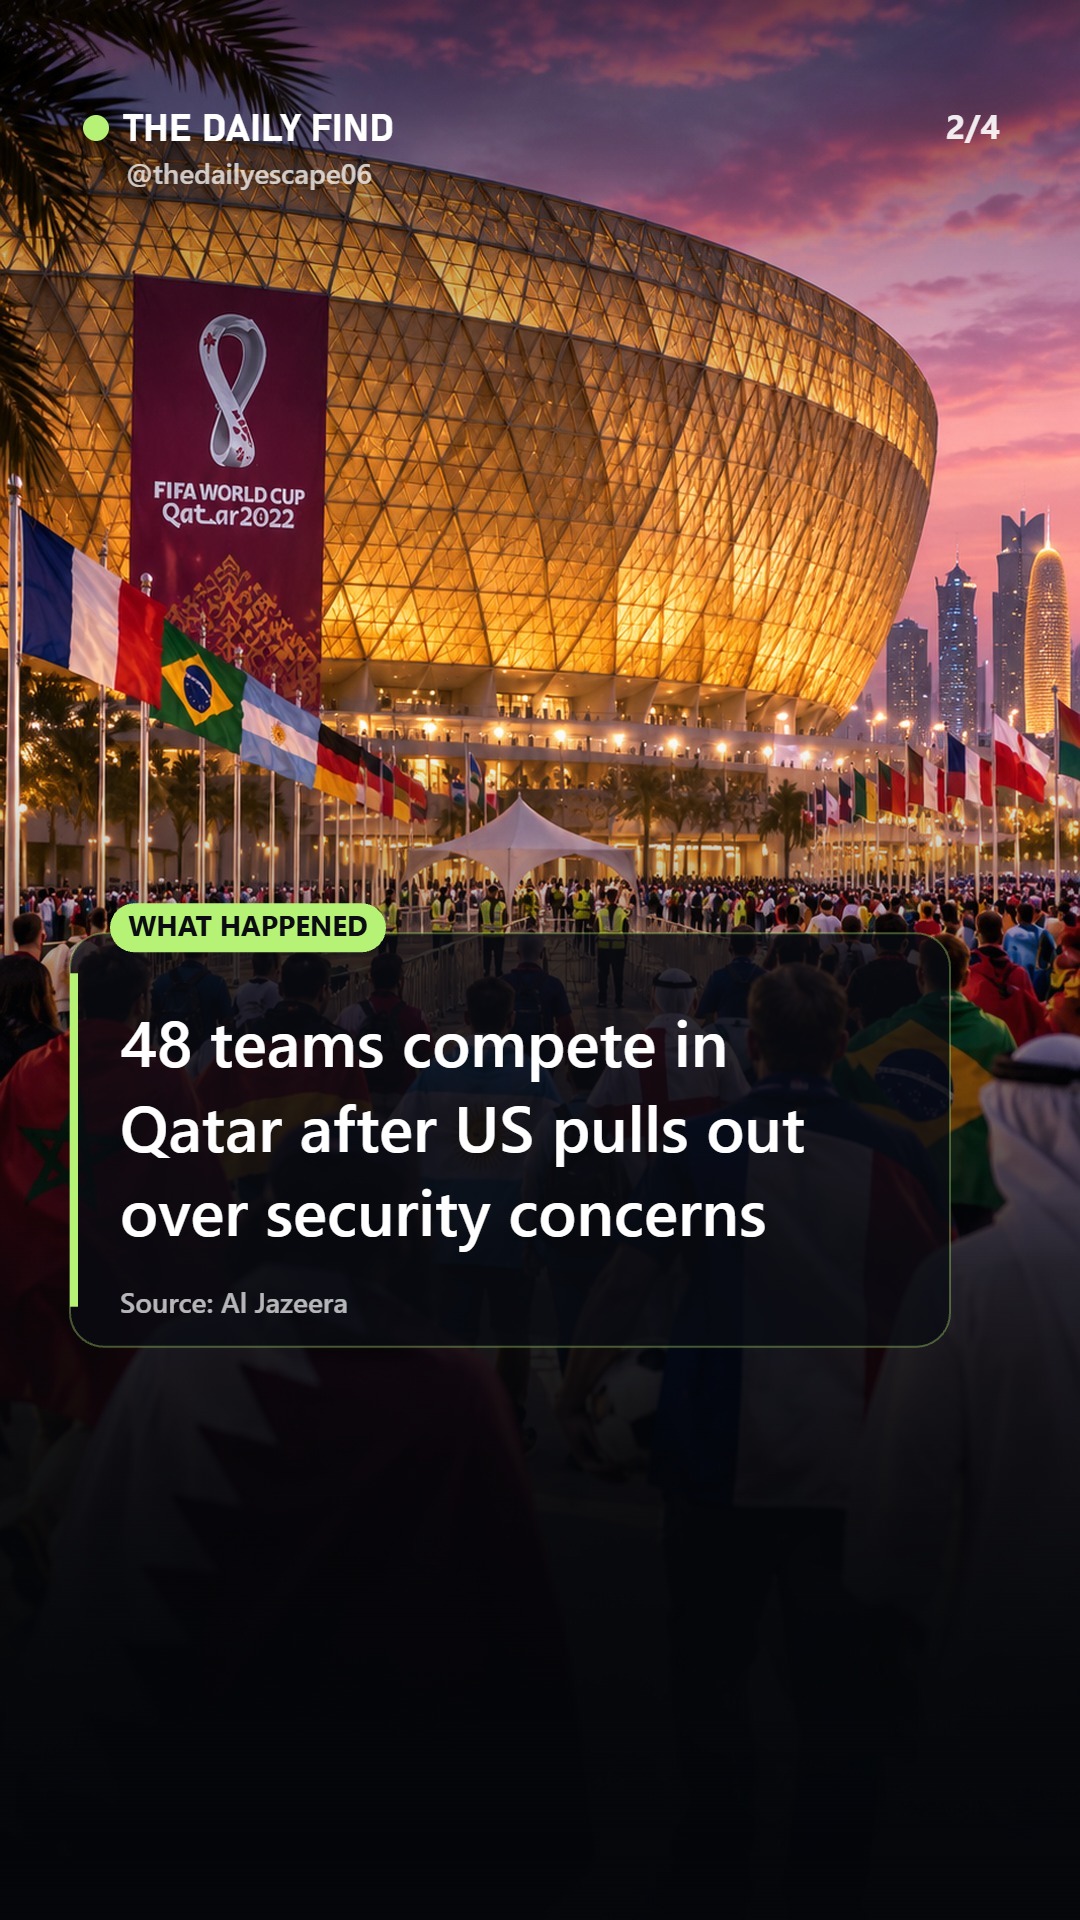 THE DAILY FIND
2/4
@thedailyescape06
FIFA WORLD CUP
Qatar2022
WHAT HAPPENED
48 teams compete in
Qatar after US pulls out
over security concerns
Source: Al Jazeera